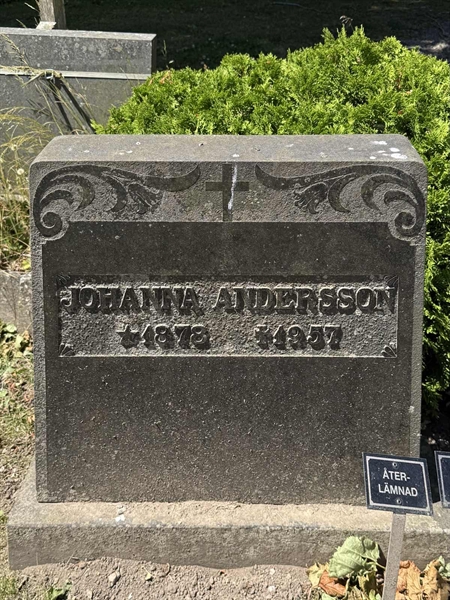 JOHANNA ANDERSSON
★1878 †1957
ÅTER-
LÄMNAD